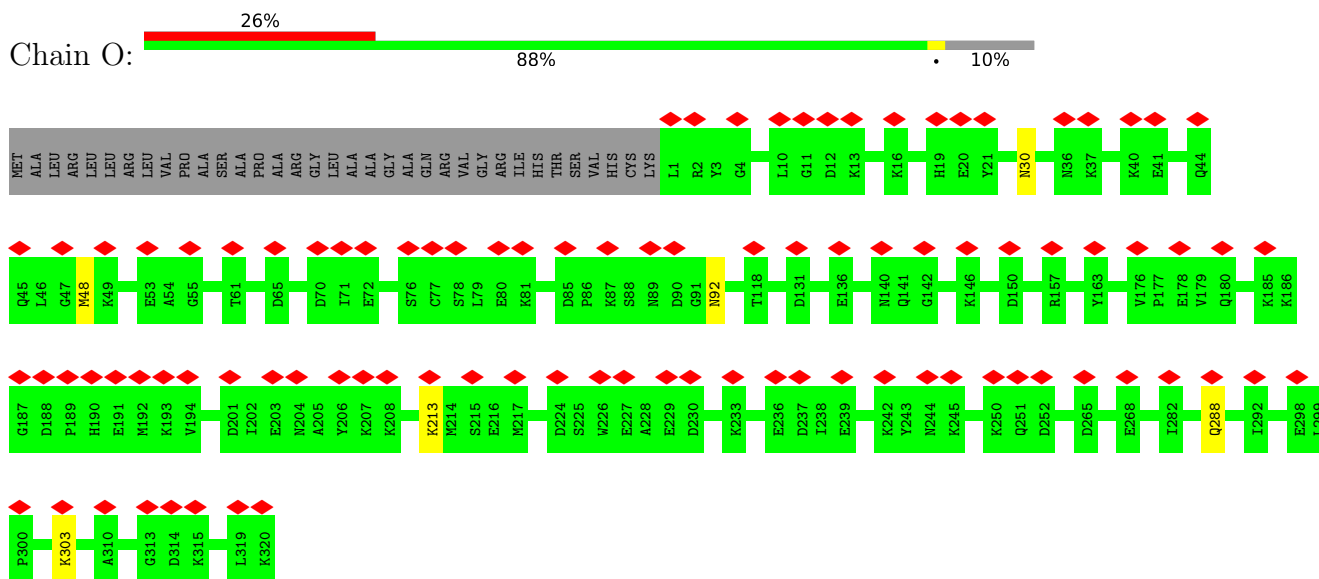 26%
Chain O:
88%
•
10%
MET ALA LEU ARG LEU LEU ARG LEU VAL PRO ALA SER ALA PRO ALA ARG GLY LEU ALA ALA GLY ALA GLN ARG VAL GLY ARG ILE HIS THR SER VAL HIS CYS LYS L1 R2 Y3 G4 L10 G11 D12 K13 K16 H19 E20 Y21 N30 N36 K37 K40 E41 Q44
Q45 L46 G47 M48 K49 E53 A54 G55 T61 D65 D70 I71 E72 S76 C77 S78 L79 E80 K81 D85 P86 K87 S88 N89 D90 G91 N92 T118 D131 E136 N140 Q141 G142 K146 D150 R157 Y163 V176 P177 E178 V179 Q180 K185 K186
G187 D188 P189 H190 E191 M192 K193 V194 D201 I202 E203 N204 A205 Y206 K207 K208 K213 M214 S215 E216 M217 D224 S225 W226 E227 A228 E229 D230 K233 E236 D237 I238 E239 K242 Y243 N244 K245 K250 Q251 D252 D265 E268 I282 Q288 I292 E298 L299
P300 K303 A310 G313 D314 K315 L319 K320